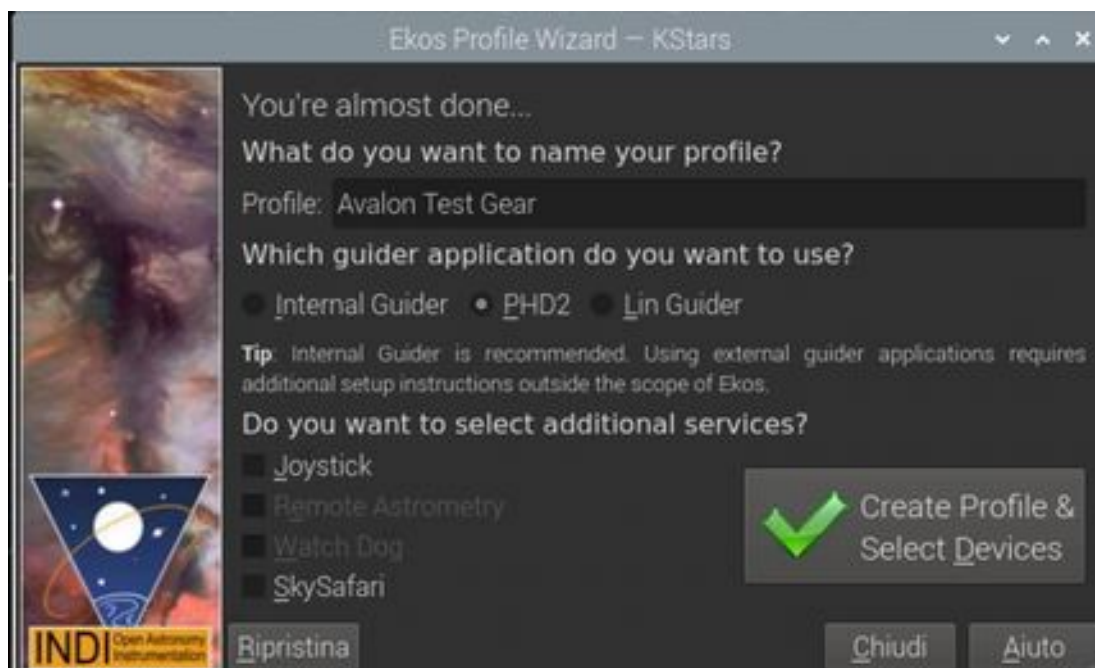 Ekos Profile Wizard — KStars
You're almost done...
What do you want to name your profile?
Profile: Avalon Test Gear
Which guider application do you want to use?
Internal Guider PHD2 Lin Guider
Tip: Internal Guider is recommended. Using external guider applications requires
additional setup instructions outside the scope of Ekos.
Do you want to select additional services?
Joystick
Remote Astrometry
Watch Dog
SkySafari
Create Profile &
Select Devices
INDI Open Astronomy
Instrumentation
Ripristina Chiudi Aiuto